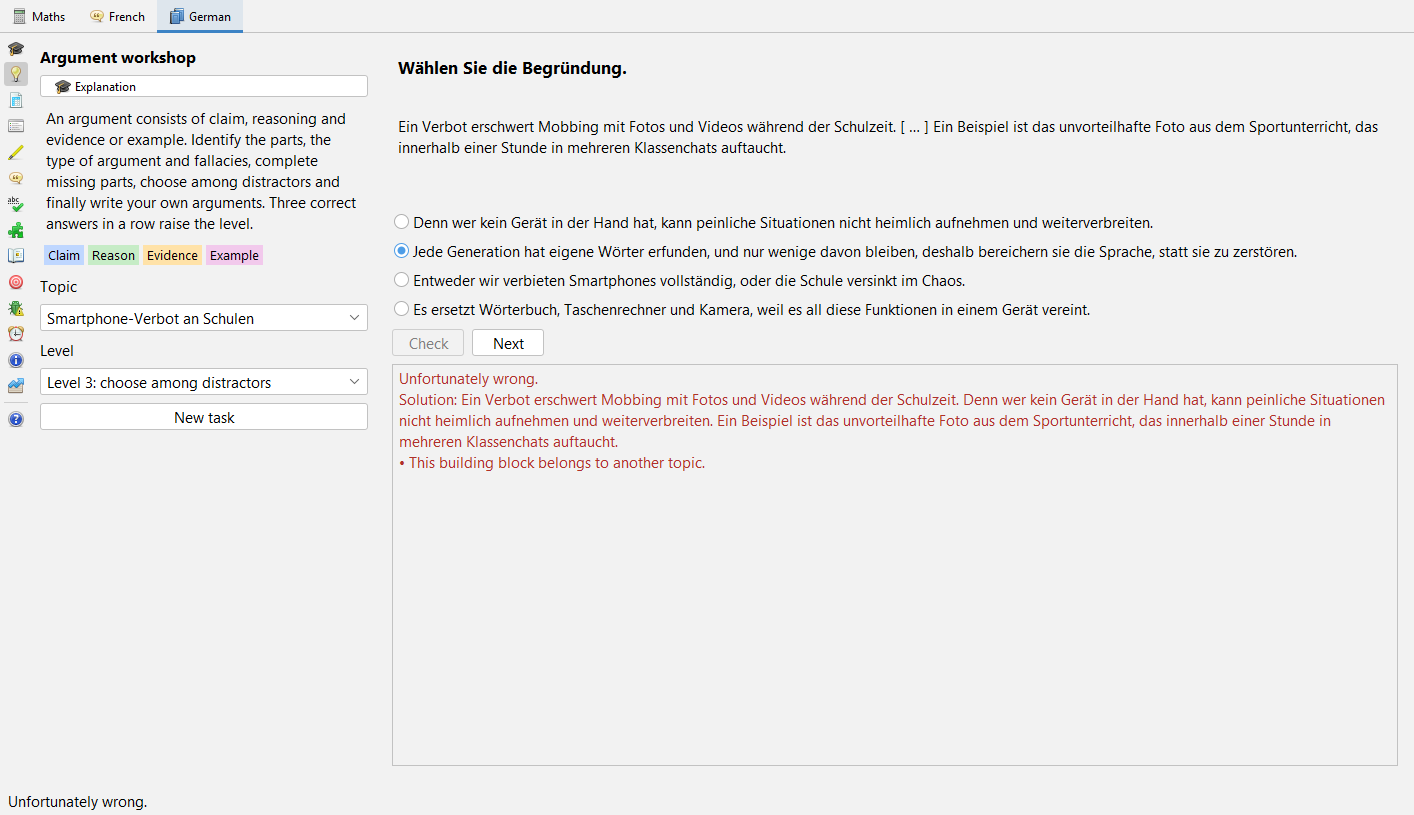 Maths
French
German
Argument workshop
Explanation
An argument consists of claim, reasoning and
evidence or example. Identify the parts, the
type of argument and fallacies, complete
missing parts, choose among distractors and
finally write your own arguments. Three correct
answers in a row raise the level.
Claim Reason Evidence Example
Topic
Smartphone-Verbot an Schulen
Level
Level 3: choose among distractors
New task
Wählen Sie die Begründung.
Ein Verbot erschwert Mobbing mit Fotos und Videos während der Schulzeit. [ ... ] Ein Beispiel ist das unvorteilhafte Foto aus dem Sportunterricht, das
innerhalb einer Stunde in mehreren Klassenchats auftaucht.
Denn wer kein Gerät in der Hand hat, kann peinliche Situationen nicht heimlich aufnehmen und weiterverbreiten.
Jede Generation hat eigene Wörter erfunden, und nur wenige davon bleiben, deshalb bereichern sie die Sprache, statt sie zu zerstören.
Entweder wir verbieten Smartphones vollständig, oder die Schule versinkt im Chaos.
Es ersetzt Wörterbuch, Taschenrechner und Kamera, weil es all diese Funktionen in einem Gerät vereint.
Check
Next
Unfortunately wrong.
Solution: Ein Verbot erschwert Mobbing mit Fotos und Videos während der Schulzeit. Denn wer kein Gerät in der Hand hat, kann peinliche Situationen
nicht heimlich aufnehmen und weiterverbreiten. Ein Beispiel ist das unvorteilhafte Foto aus dem Sportunterricht, das innerhalb einer Stunde in
mehreren Klassenchats auftaucht.
• This building block belongs to another topic.
Unfortunately wrong.